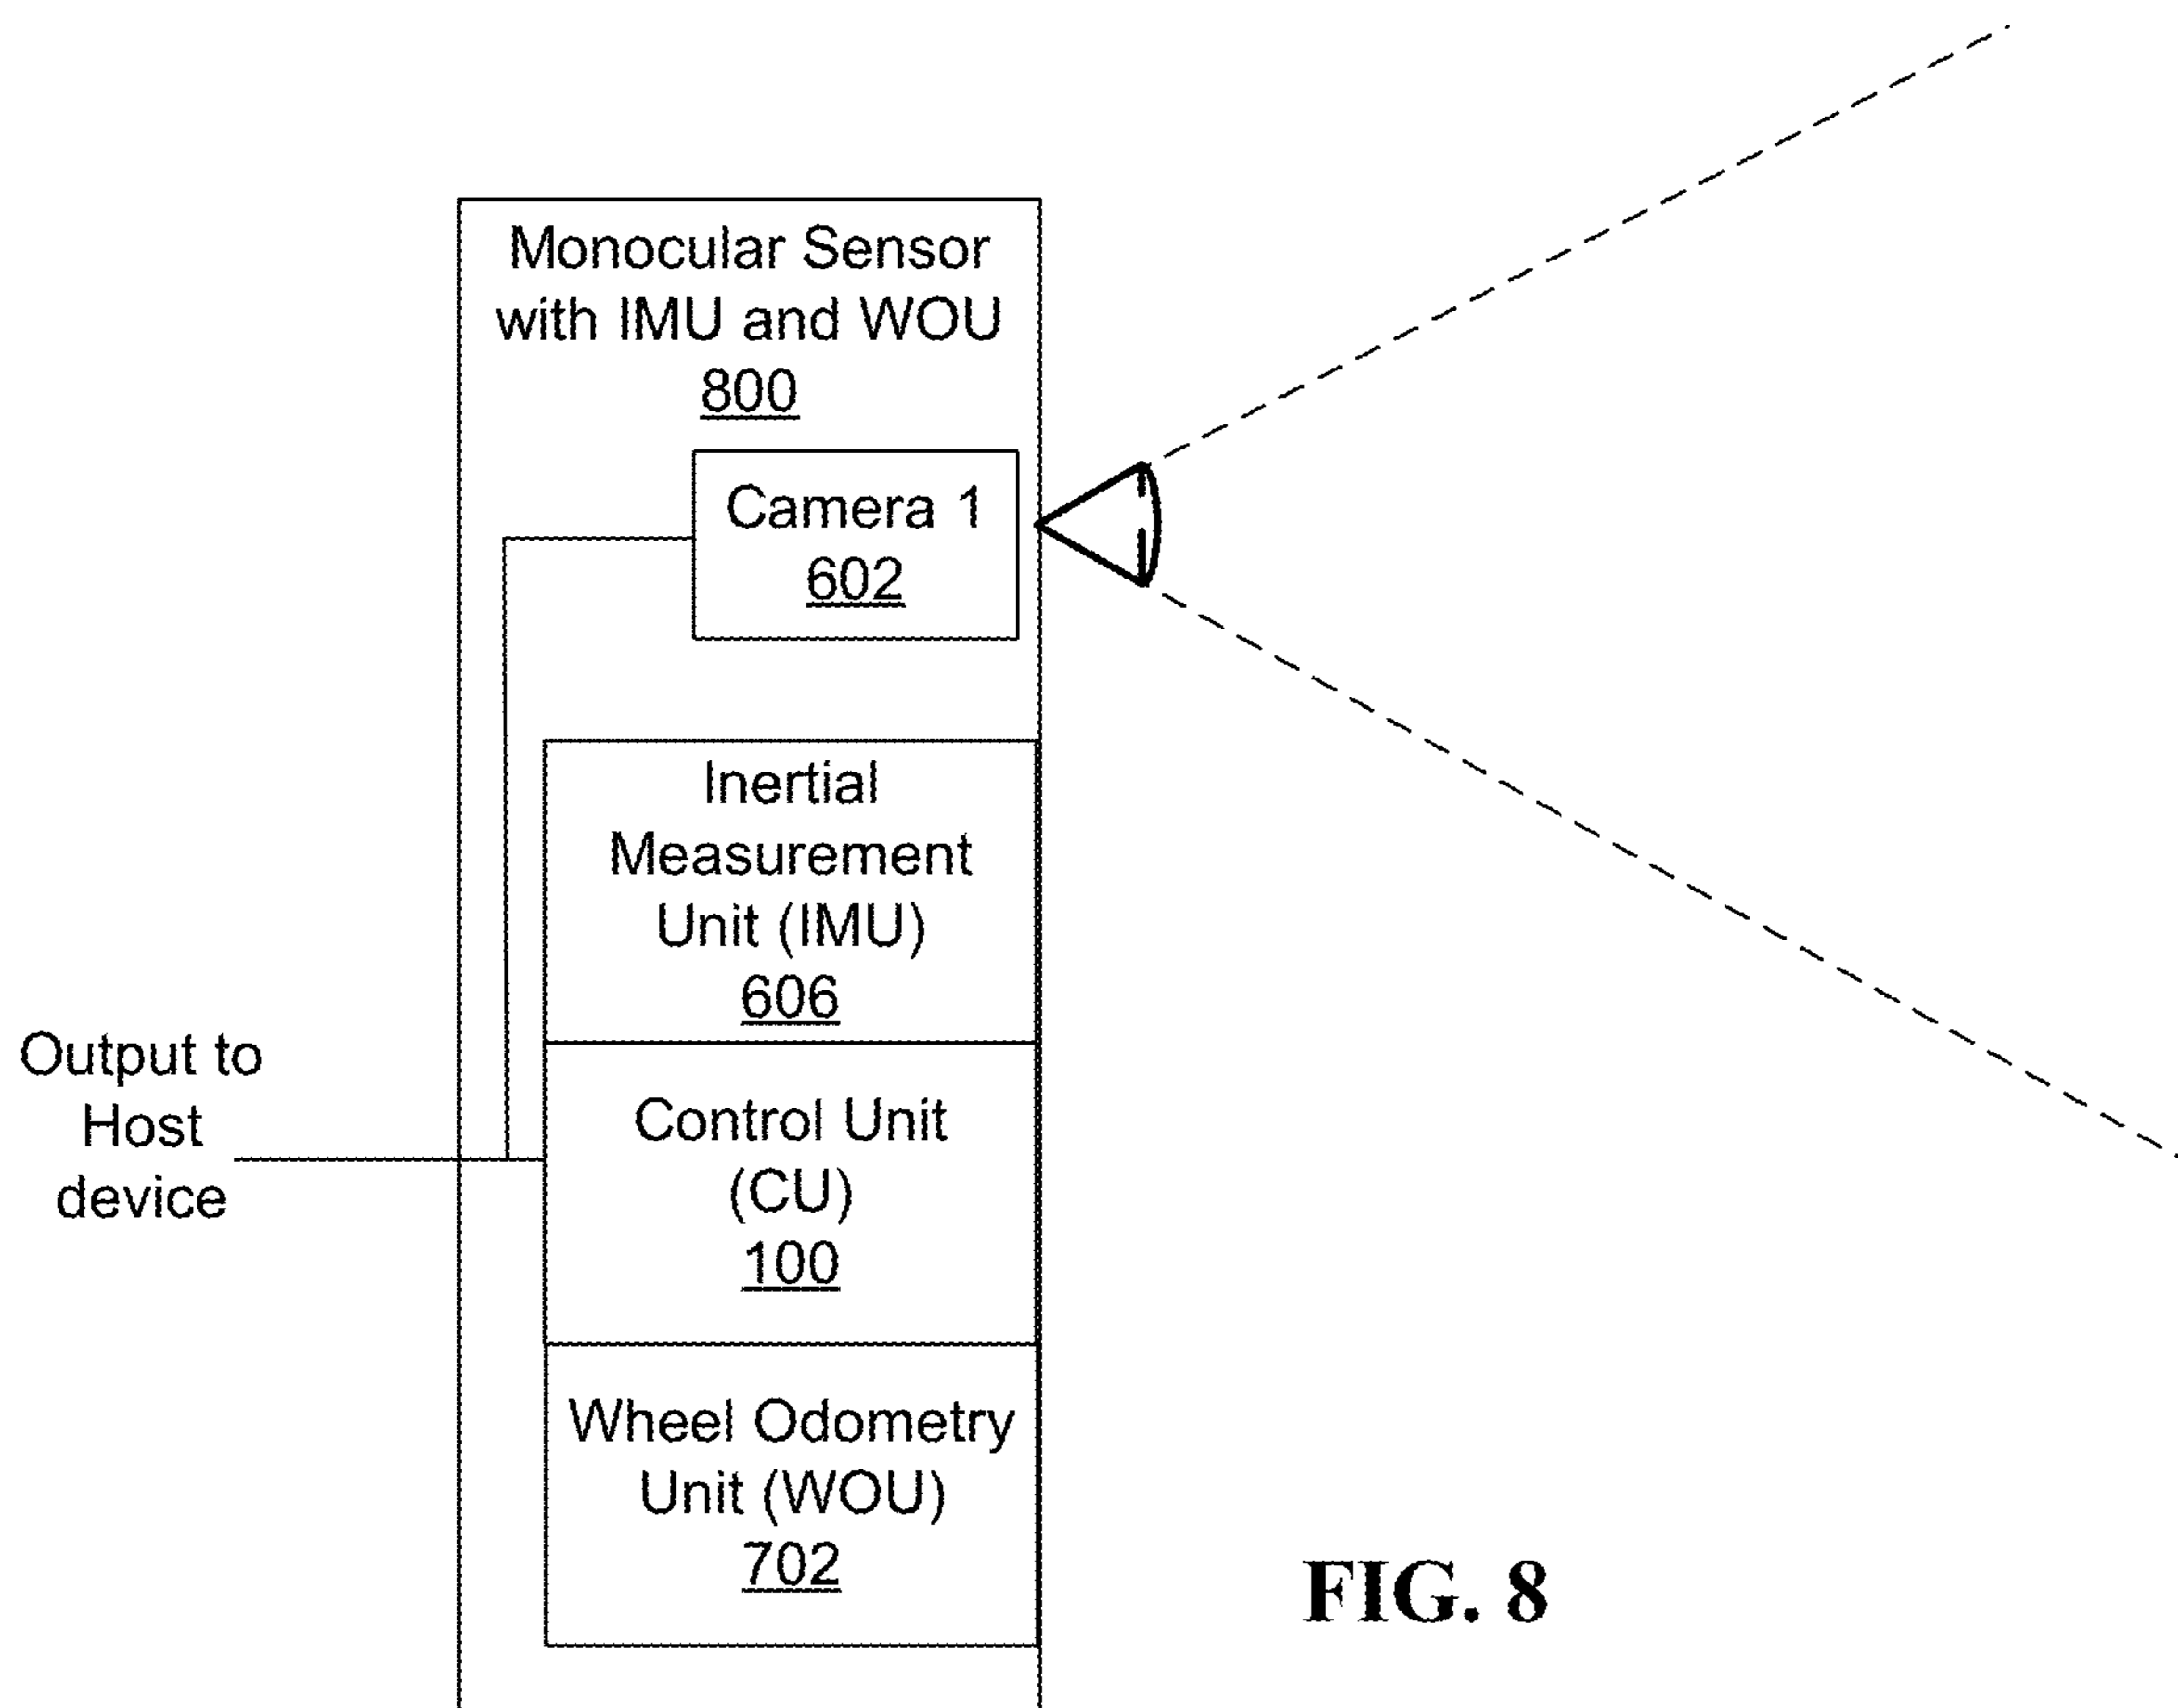 Monocular Sensor
with IMU and WOU
800
Camera 1
602
Inertial
Measurement
Unit (IMU)
606
Output to
Host
device
Control Unit
(CU)
100
Wheel Odometry
Unit (WOU)
702
FIG. 8